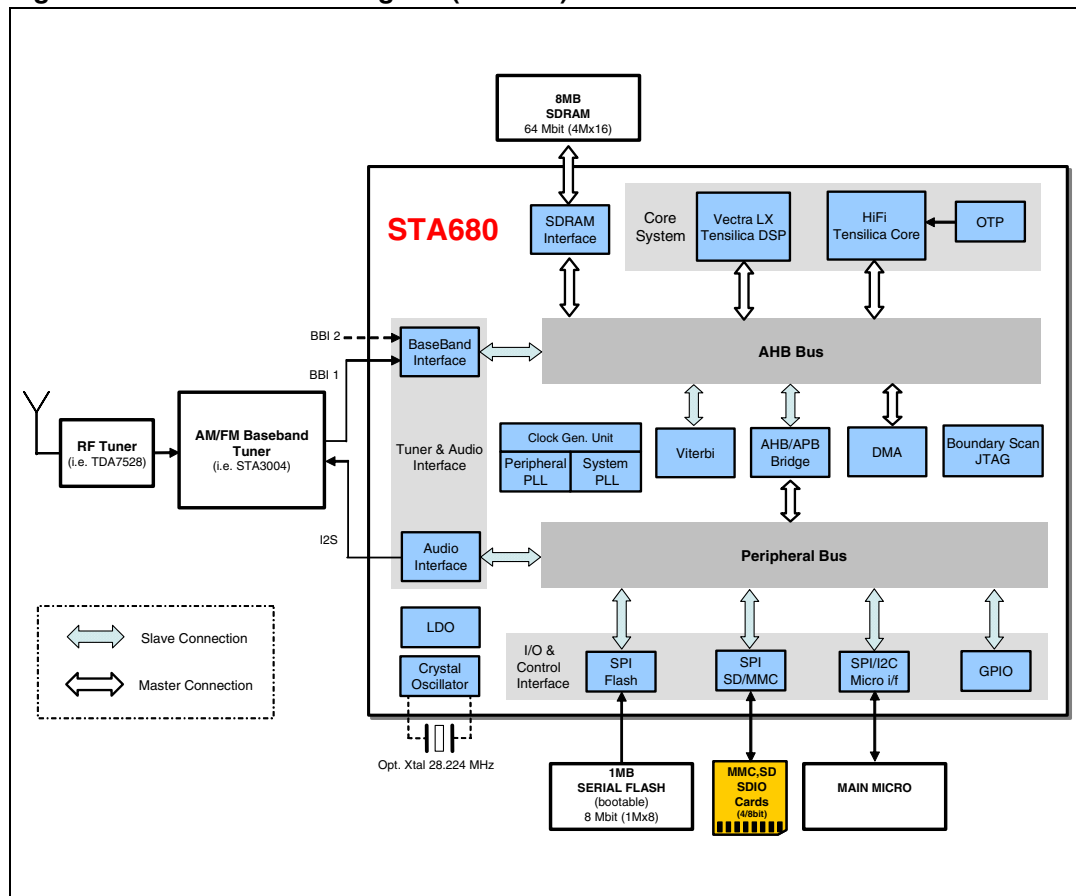 8MB
SDRAM
64 Mbit (4Mx16)
STA680
SDRAM
Interface
Core
System
Vectra LX
Tensilica DSP
HiFi
Tensilica Core
OTP
BBI 2
BaseBand
Interface
AHB Bus
BBI 1
RF Tuner
(i.e. TDA7528)
AM/FM Baseband
Tuner
(i.e. STA3004)
Tuner & Audio
Interface
Clock Gen. Unit
Peripheral
PLL
System
PLL
Viterbi
AHB/APB
Bridge
DMA
Boundary Scan
JTAG
I2S
Audio
Interface
Peripheral Bus
Slave Connection
Master Connection
LDO
Crystal
Oscillator
I/O &
Control
Interface
SPI
Flash
SPI
SD/MMC
SPI/I2C
Micro i/f
GPIO
Opt. Xtal 28.224 MHz
1MB
SERIAL FLASH
(bootable)
8 Mbit (1Mx8)
MMC,SD
SDIO
Cards
(4/8bit)
MAIN MICRO